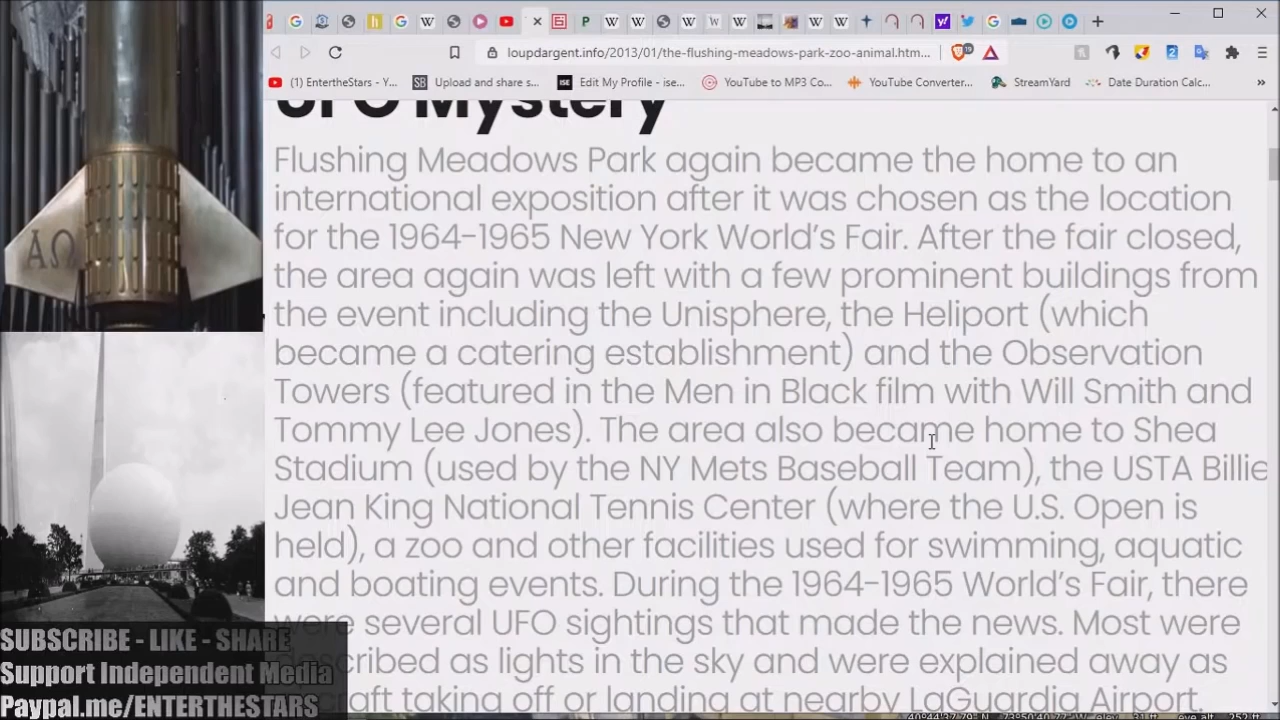 loupdargent.info/2013/01/the-flushing-meadows-park-zoo-animal.htm...
19
2
(1) EntertheStars - Y...
SB
Upload and share s...
ISE
Edit My Profile - ise...
YouTube to MP3 Co...
YouTube Converter...
StreamYard
Date Duration Calc...
»
UFO Mystery
Flushing Meadows Park again became the home to an
international exposition after it was chosen as the location
for the 1964-1965 New York World's Fair. After the fair closed,
the area again was left with a few prominent buildings from
the event including the Unisphere, the Heliport (which
became a catering establishment) and the Observation
Towers (featured in the Men in Black film with Will Smith and
Tommy Lee Jones). The area also became home to Shea
Stadium (used by the NY Mets Baseball Team), the USTA Billie
Jean King National Tennis Center (where the U.S. Open is
held), a zoo and other facilities used for swimming, aquatic
and boating events. During the 1964-1965 World's Fair, there
were several UFO sightings that made the news. Most were
described as lights in the sky and were explained away as
craft taking off or landing at nearby LaGuardia Airport.
ΑΩ
SUBSCRIBE - LIKE - SHARE
Support Independent Media
Paypal.me/ENTERTHESTARS